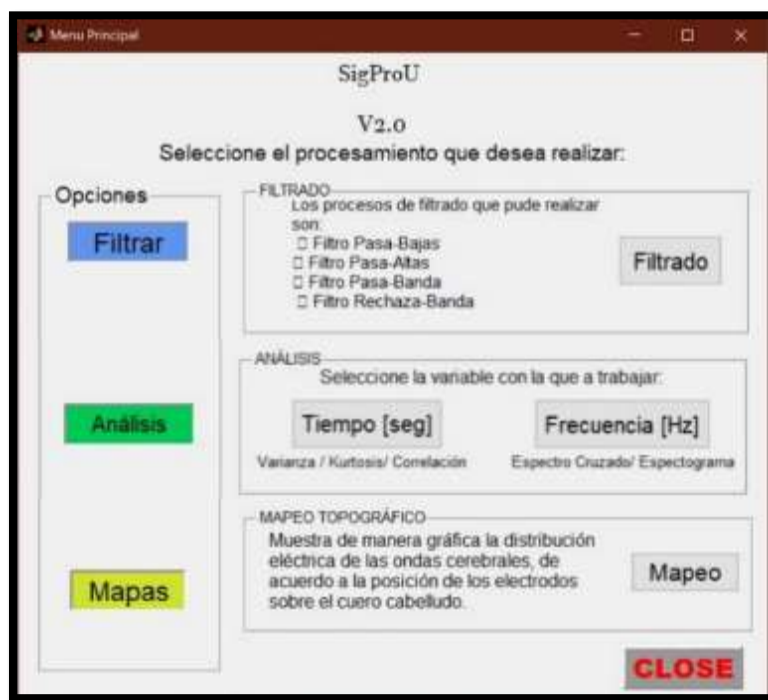 Menu Principal
SigProU
V2.0
Seleccione el procesamiento que desea realizar:
Opciones
Filtrar
Análisis
Mapas
FILTRADO
Los procesos de filtrado que pude realizar
son:
Filtro Pasa-Bajas
Filtro Pasa-Altas
Filtro Pasa-Banda
Filtro Rechaza-Banda
Filtrado
ANÁLISIS
Seleccione la variable con la que a trabajar:
Tiempo [seg]
Frecuencia [Hz]
Varianza / Kurtosis/ Correlación
Espectro Cruzado/ Espectograma
MAPEO TOPOGRÁFICO
Muestra de manera gráfica la distribución
eléctrica de las ondas cerebrales, de
acuerdo a la posición de los electrodos
sobre el cuero cabelludo.
Mapeo
CLOSE